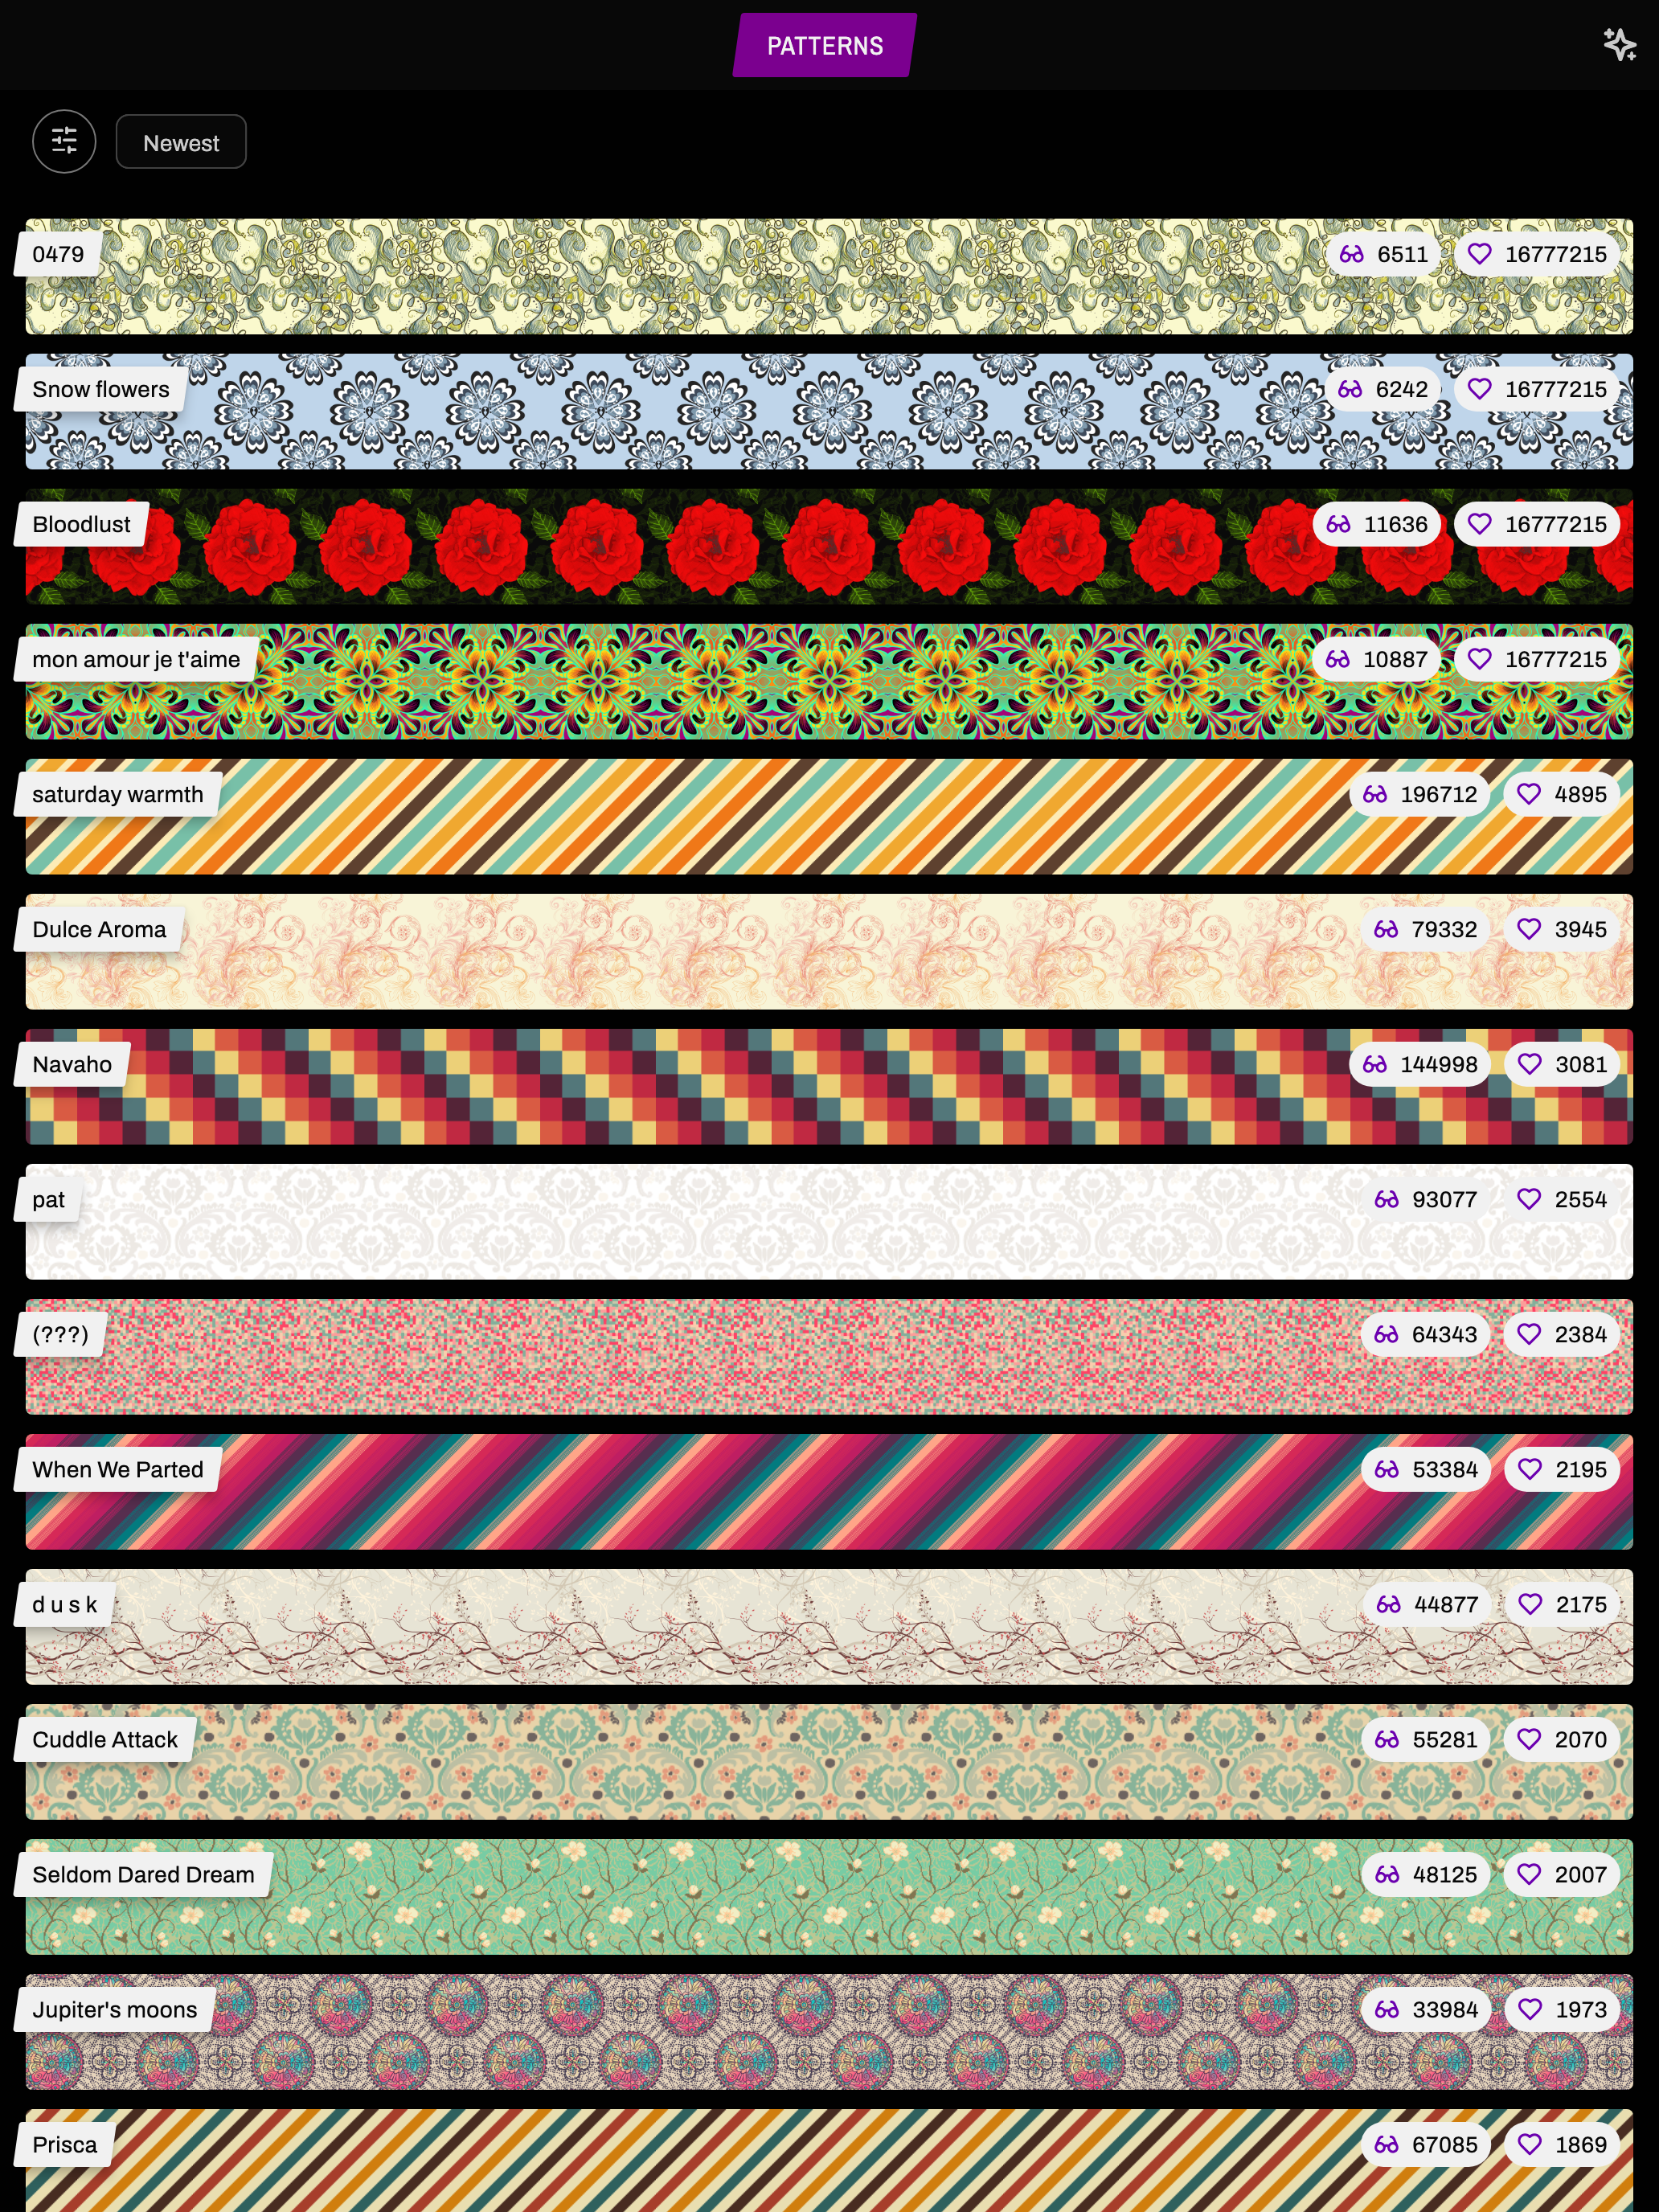 PATTERNS
Newest
0479 6511 16777215
Snow flowers 6242 16777215
Bloodlust 11636 16777215
mon amour je t'aime 10887 16777215
saturday warmth 196712 4895
Dulce Aroma 79332 3945
Navaho 144998 3081
pat 93077 2554
(???) 64343 2384
When We Parted 53384 2195
d u s k 44877 2175
Cuddle Attack 55281 2070
Seldom Dared Dream 48125 2007
Jupiter's moons 33984 1973
Prisca 67085 1869